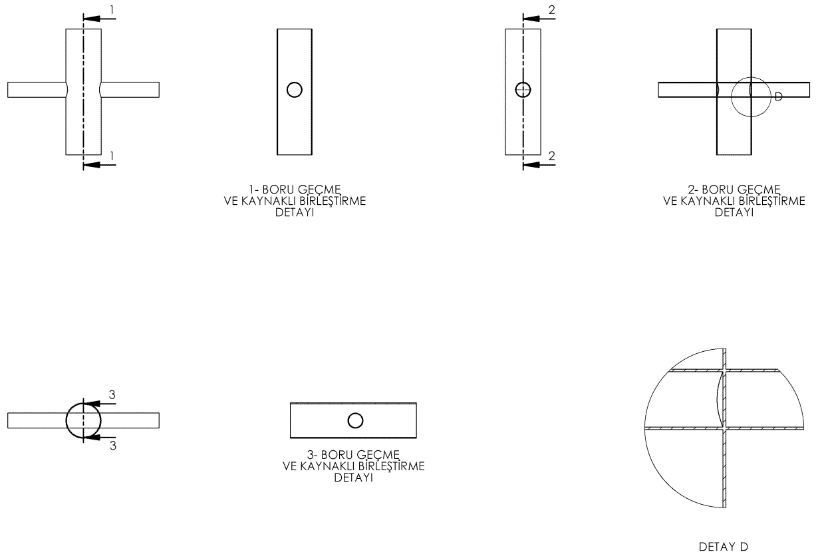 1
2
D
1
2
1- BORU GEÇME
VE KAYNAKLI BİRLEŞTİRME
DETAYI
2- BORU GEÇME
VE KAYNAKLI BİRLEŞTİRME
DETAYI
3
3
3- BORU GEÇME
VE KAYNAKLI BİRLEŞTİRME
DETAYI
DETAY D